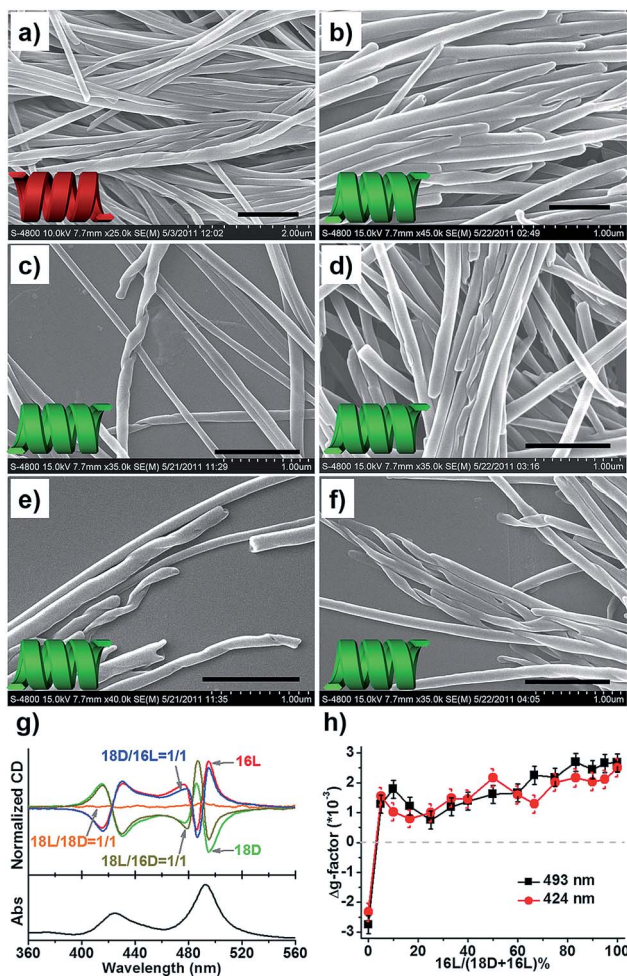 a)
S-4800 10.0kV 7.7mm x25.0k SE(M) 5/3/2011 12:02 2.00um
b)
S-4800 15.0kV 7.7mm x45.0k SE(M) 5/22/2011 02:49 1.00um
c)
S-4800 15.0kV 7.7mm x35.0k SE(M) 5/21/2011 11:29 1.00um
d)
S-4800 15.0kV 7.7mm x35.0k SE(M) 5/22/2011 03:16 1.00um
e)
S-4800 15.0kV 7.7mm x40.0k SE(M) 5/21/2011 11:35 1.00um
f)
S-4800 15.0kV 7.7mm x35.0k SE(M) 5/22/2011 04:05 1.00um
g)
Normalized CD
18D/16L=1/1
16L
18L/18D=1/1
18L/16D=1/1
18D
Abs
360 400 440 480 520 560
Wavelength (nm)
h)
Δg-factor (*10⁻³)
3
2
1
0
-1
-2
-3
493 nm
424 nm
0 20 40 60 80 100
16L/(18D+16L)%